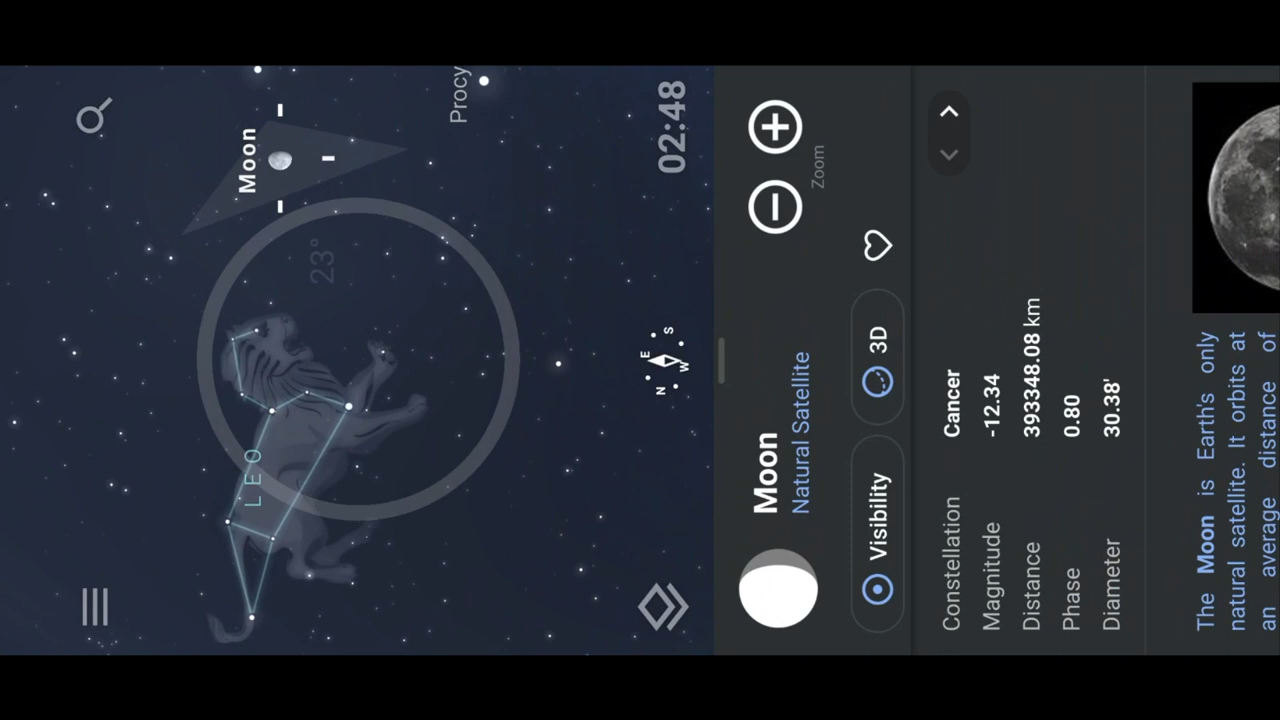 Moon
Procy
23°
LEO
02:48
E
S
N
W
Moon
Natural Satellite
Zoom
Visibility
3D
Constellation Cancer
Magnitude -12.34
Distance 393348.08 km
Phase 0.80
Diameter 30.38'
The Moon is Earth's only
natural satellite. It orbits at
an average distance of